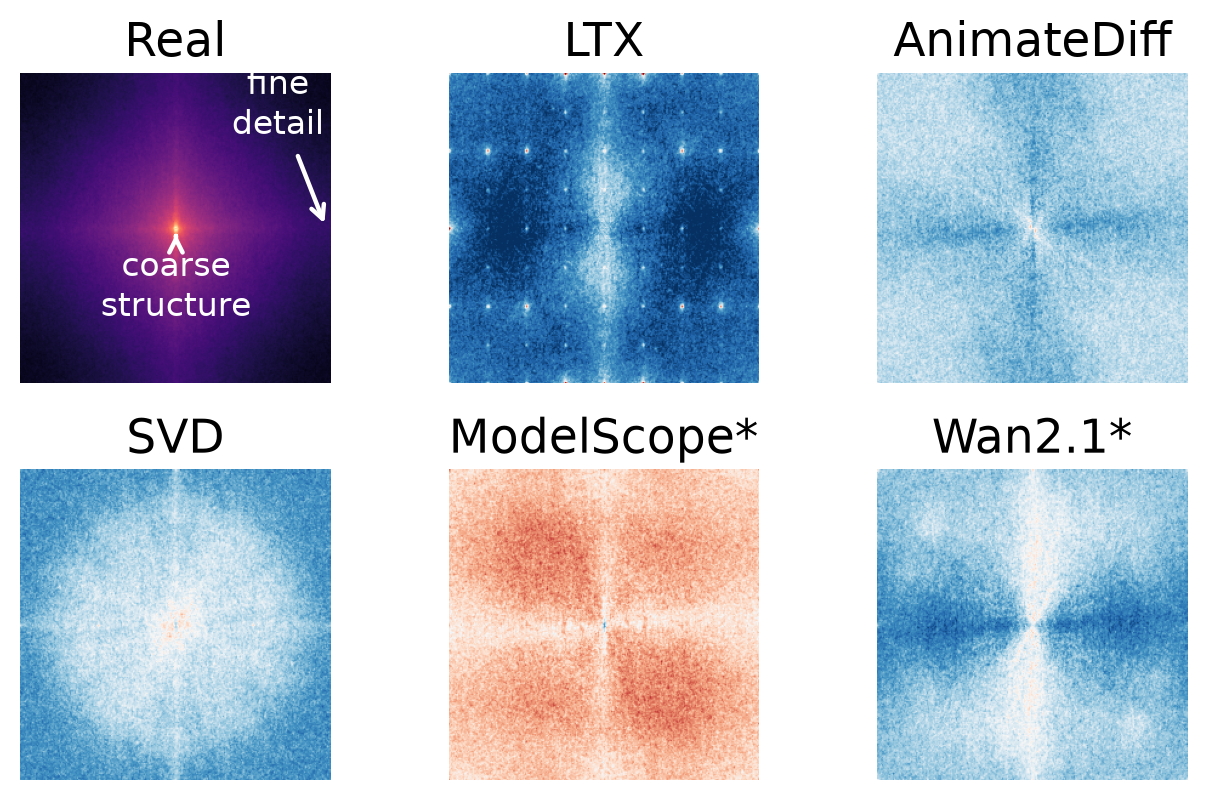 Real
LTX
AnimateDiff
fine
detail
coarse
structure
SVD
ModelScope*
Wan2.1*